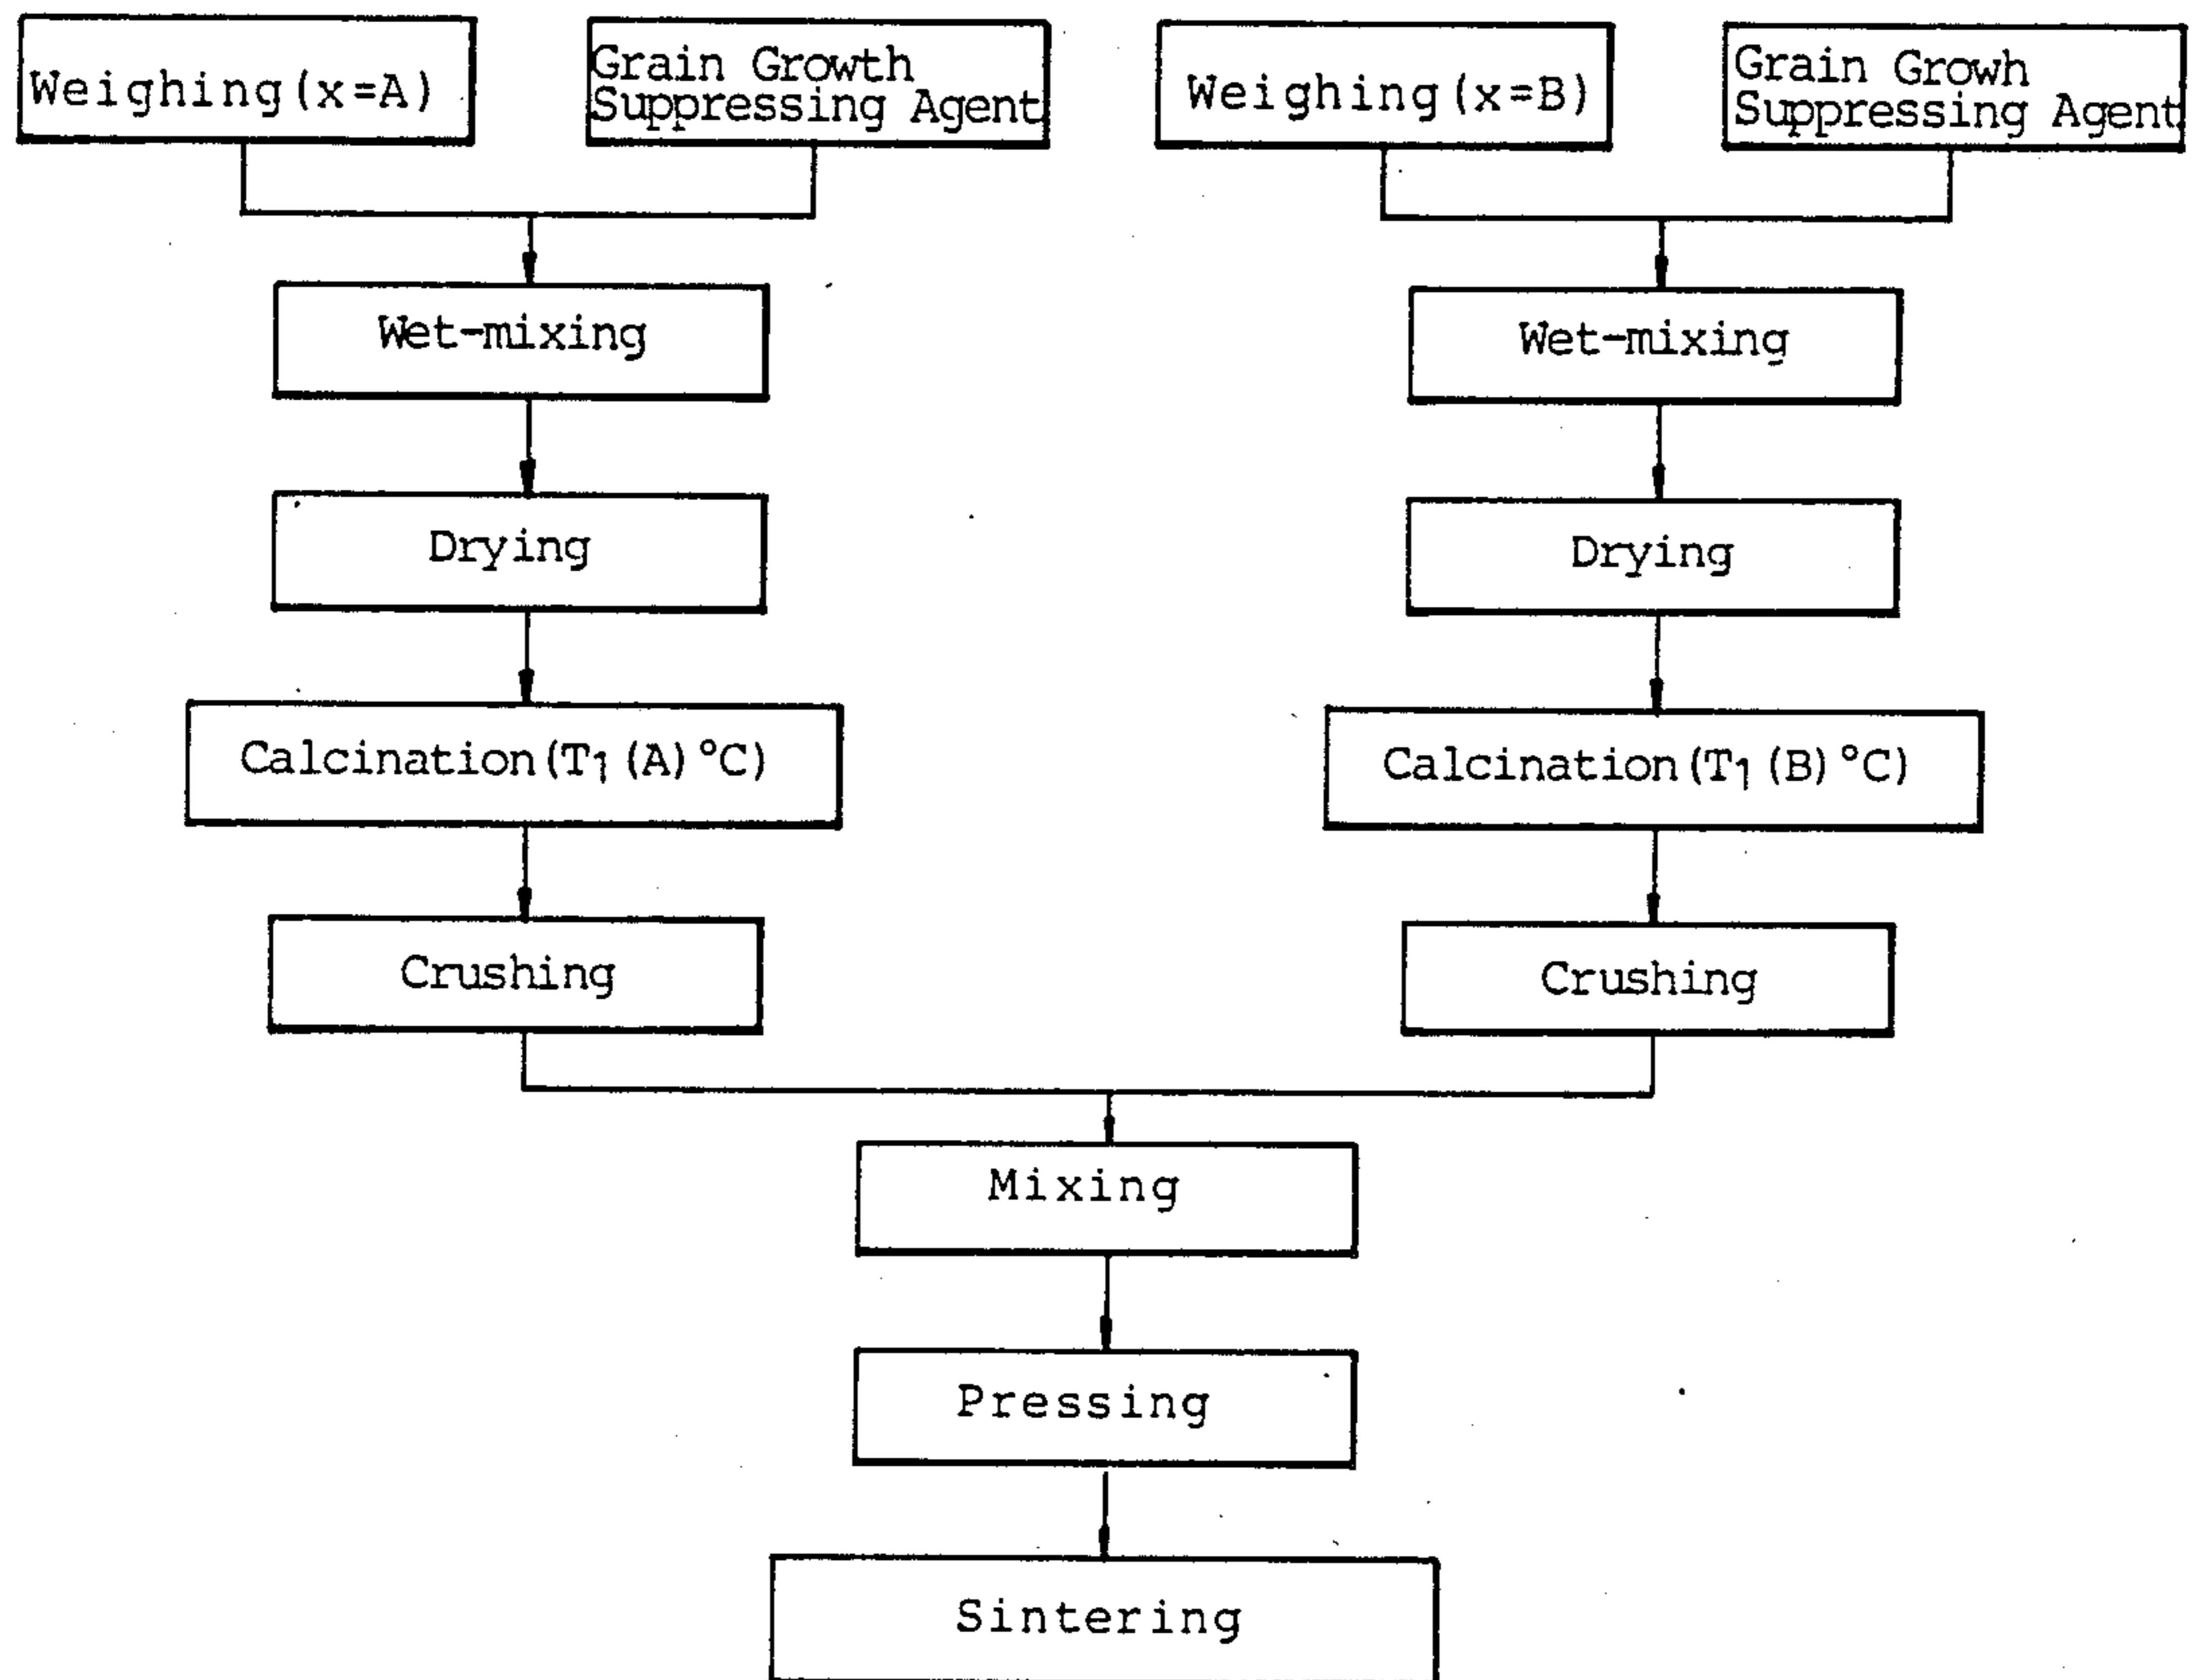 Weighing(x=A)
Grain Growth
Suppressing Agent
Weighing(x=B)
Grain Growh
Suppressing Agent
Wet-mixing
Wet-mixing
Drying
Drying
Calcination(T₁(A)°C)
Calcination(T₁(B)°C)
Crushing
Crushing
Mixing
Pressing
Sintering